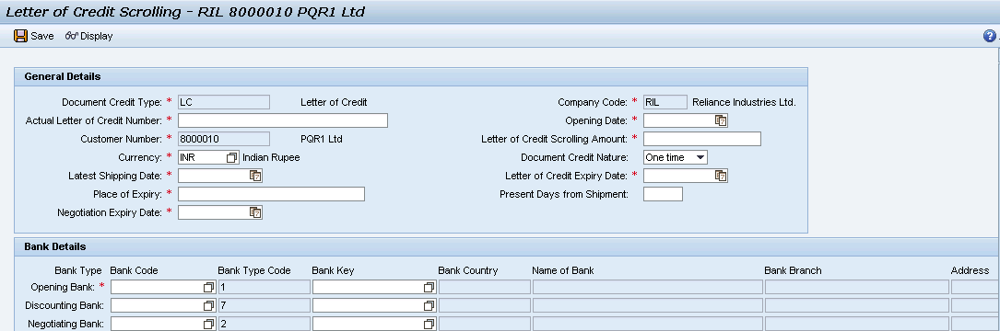 Letter of Credit Scrolling - RIL 8000010 PQR1 Ltd
Save Display
General Details
Document Credit Type: * LC Letter of Credit Company Code: * RIL Reliance Industries Ltd.
Actual Letter of Credit Number: * Opening Date: *
Customer Number: * 8000010 PQR1 Ltd Letter of Credit Scrolling Amount: *
Currency: * INR Indian Rupee Document Credit Nature: One time
Latest Shipping Date: * Letter of Credit Expiry Date: *
Place of Expiry: * Present Days from Shipment:
Negotiation Expiry Date: *
Bank Details
Bank Type Bank Code Bank Type Code Bank Key Bank Country Name of Bank Bank Branch Address
Opening Bank: * 1
Discounting Bank: 7
Negotiating Bank: 2